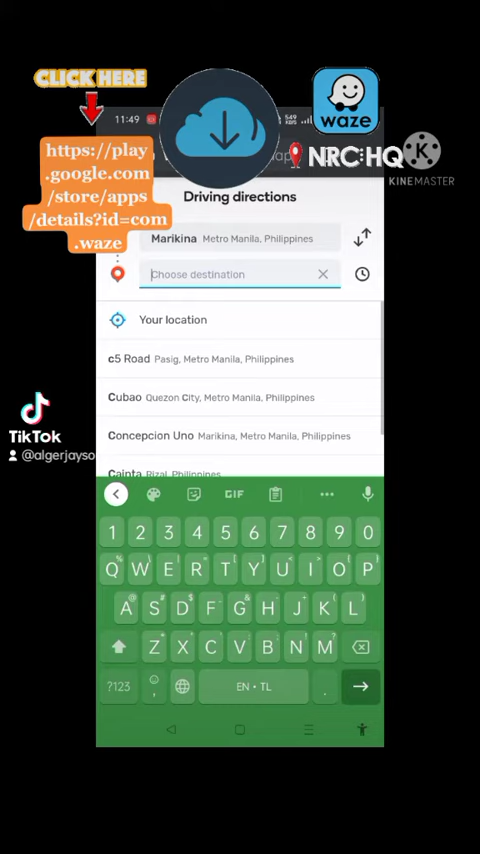 CLICK HERE
waze
11:49
549
KB/s
https://play
.google.com
/store/apps
/details?id=com
.waze
NRC HQ
KINEMASTER
Driving directions
Marikina Metro Manila, Philippines
Choose destination
Your location
c5 Road Pasig, Metro Manila, Philippines
Cubao Quezon City, Metro Manila, Philippines
Concepcion Uno Marikina, Metro Manila, Philippines
Cainta Rizal, Philippines
TikTok
@algerjayso
GIF
1 2 3 4 5 6 7 8 9 0
Q W E R T Y U I O P
A S D F G H J K L
Z X C V B N M
?123 , EN • TL .